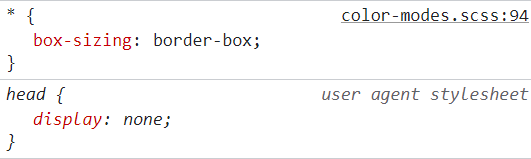 * { color-modes.scss:94
box-sizing: border-box;
}
head { user agent stylesheet
display: none;
}